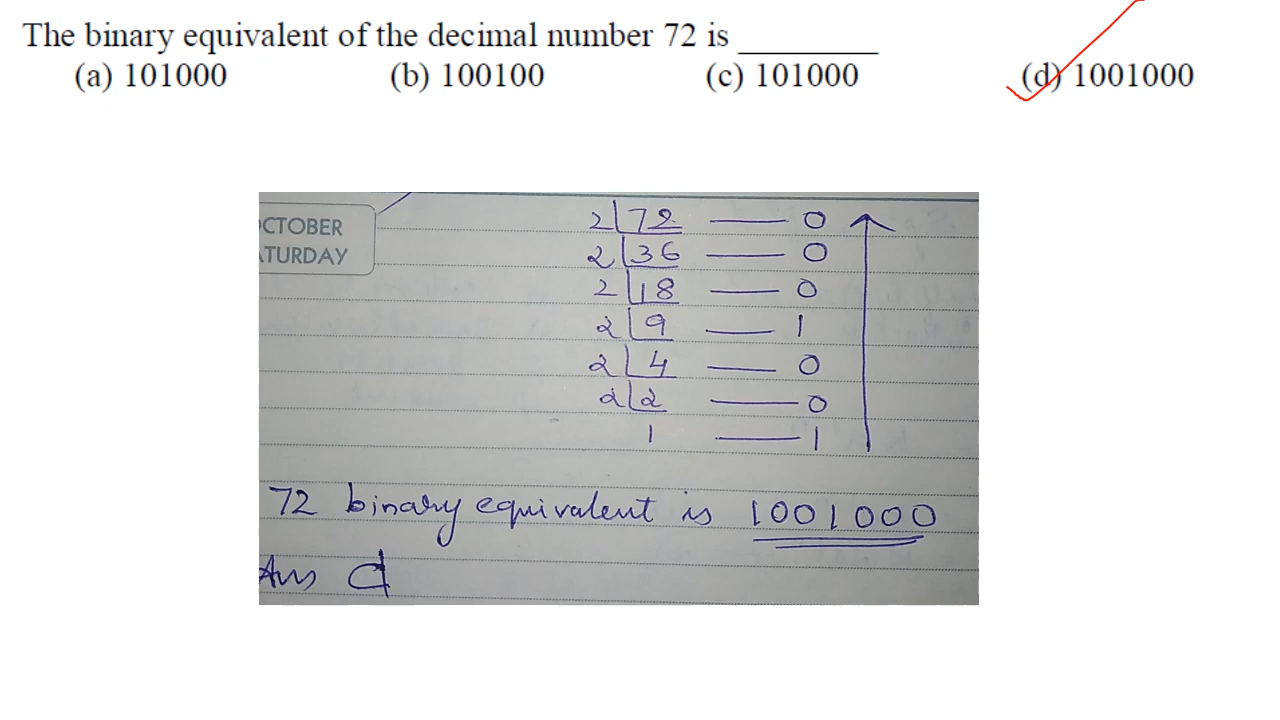 The binary equivalent of the decimal number 72 is ________
(a) 101000 (b) 100100 (c) 101000 (d) 1001000
CTOBER
TURDAY
2 72 — 0
2 36 — 0
2 18 — 0
2 9 — 1
2 4 — 0
2 2 — 0
1 — 1
72 binary equivalent is 1001000
Ans d